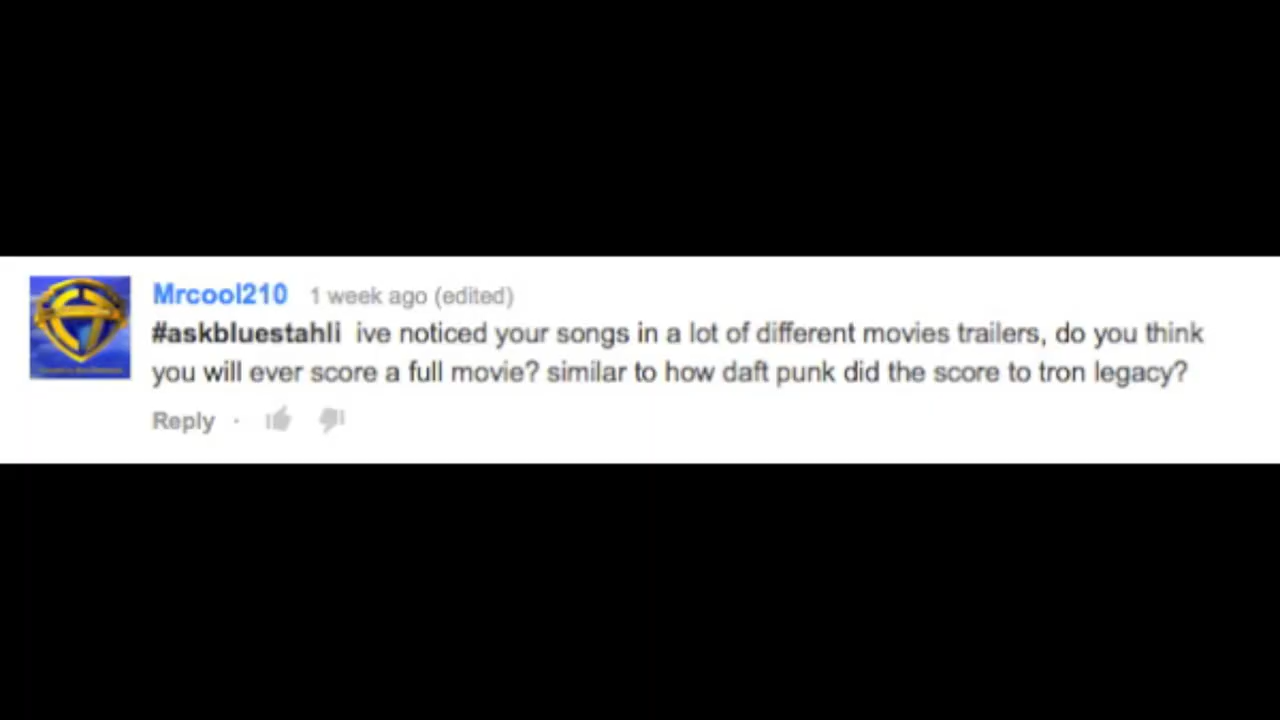 Mrcool210 1 week ago (edited)
#askbluestahli ive noticed your songs in a lot of different movies trailers, do you think
you will ever score a full movie? similar to how daft punk did the score to tron legacy?
Reply ·